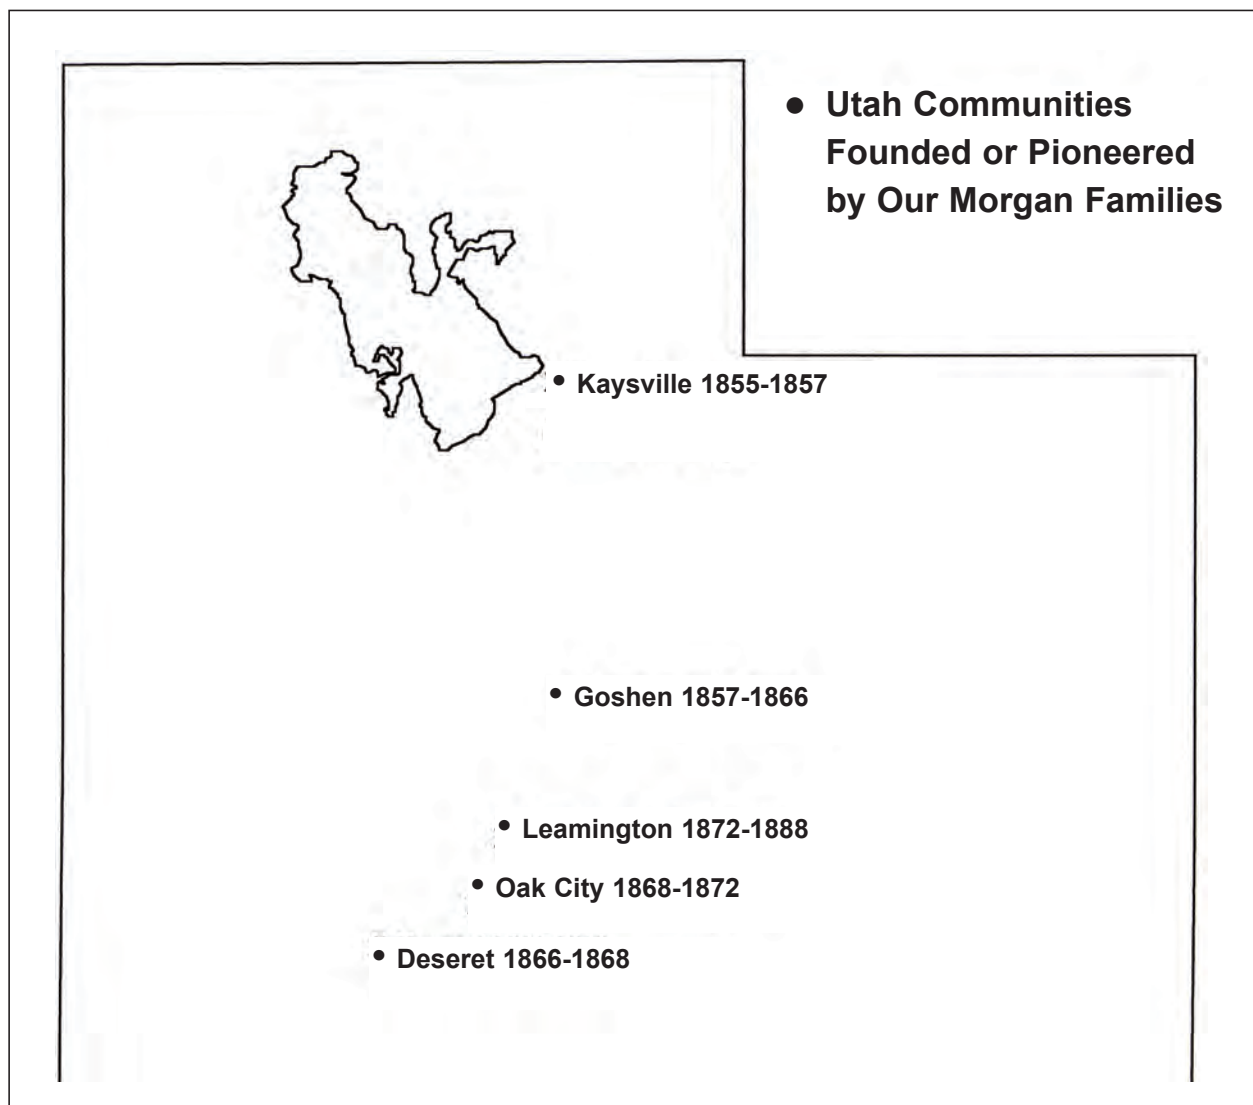 ● Utah Communities
Founded or Pioneered
by Our Morgan Families
• Kaysville 1855-1857
• Goshen 1857-1866
• Leamington 1872-1888
• Oak City 1868-1872
• Deseret 1866-1868